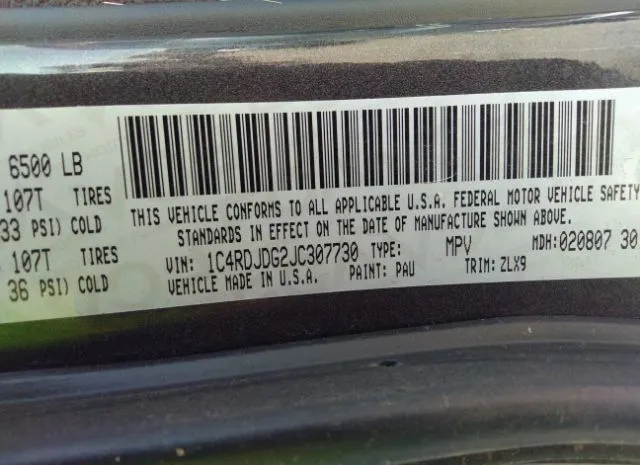 6500 LB
107T TIRES
33 PSI) COLD
107T TIRES
36 PSI) COLD
THIS VEHICLE CONFORMS TO ALL APPLICABLE U.S.A. FEDERAL MOTOR VEHICLE SAFETY
STANDARDS IN EFFECT ON THE DATE OF MANUFACTURE SHOWN ABOVE.
VIN: 1C4RDJDG2JC307730 TYPE: MPV MDH:020807 30
VEHICLE MADE IN U.S.A. PAINT: PAU TRIM: ZLX9